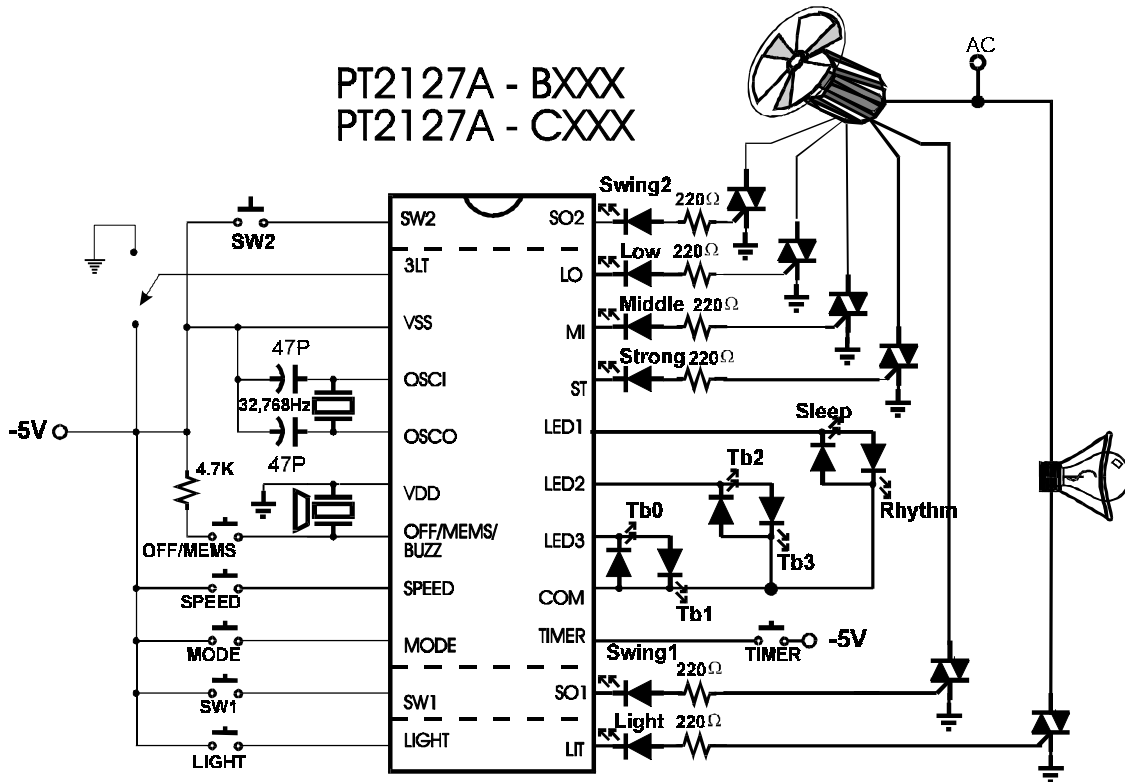 PT2127A - BXXX
PT2127A - CXXX
AC
SW2
SW2
3LT
VSS
OSCI
OSCO
VDD
OFF/MEMS/
BUZZ
SPEED
MODE
SW1
LIGHT
SO2
LO
MI
ST
LED1
LED2
LED3
COM
TIMER
SO1
LIT
47P
32,768Hz
47P
-5V
4.7K
OFF/MEMS
SPEED
MODE
SW1
LIGHT
Swing2
220Ω
Low
220Ω
Middle
220Ω
Strong
220Ω
Sleep
Rhythm
Tb2
Tb3
Tb0
Tb1
TIMER
-5V
Swing1
220Ω
Light
220Ω